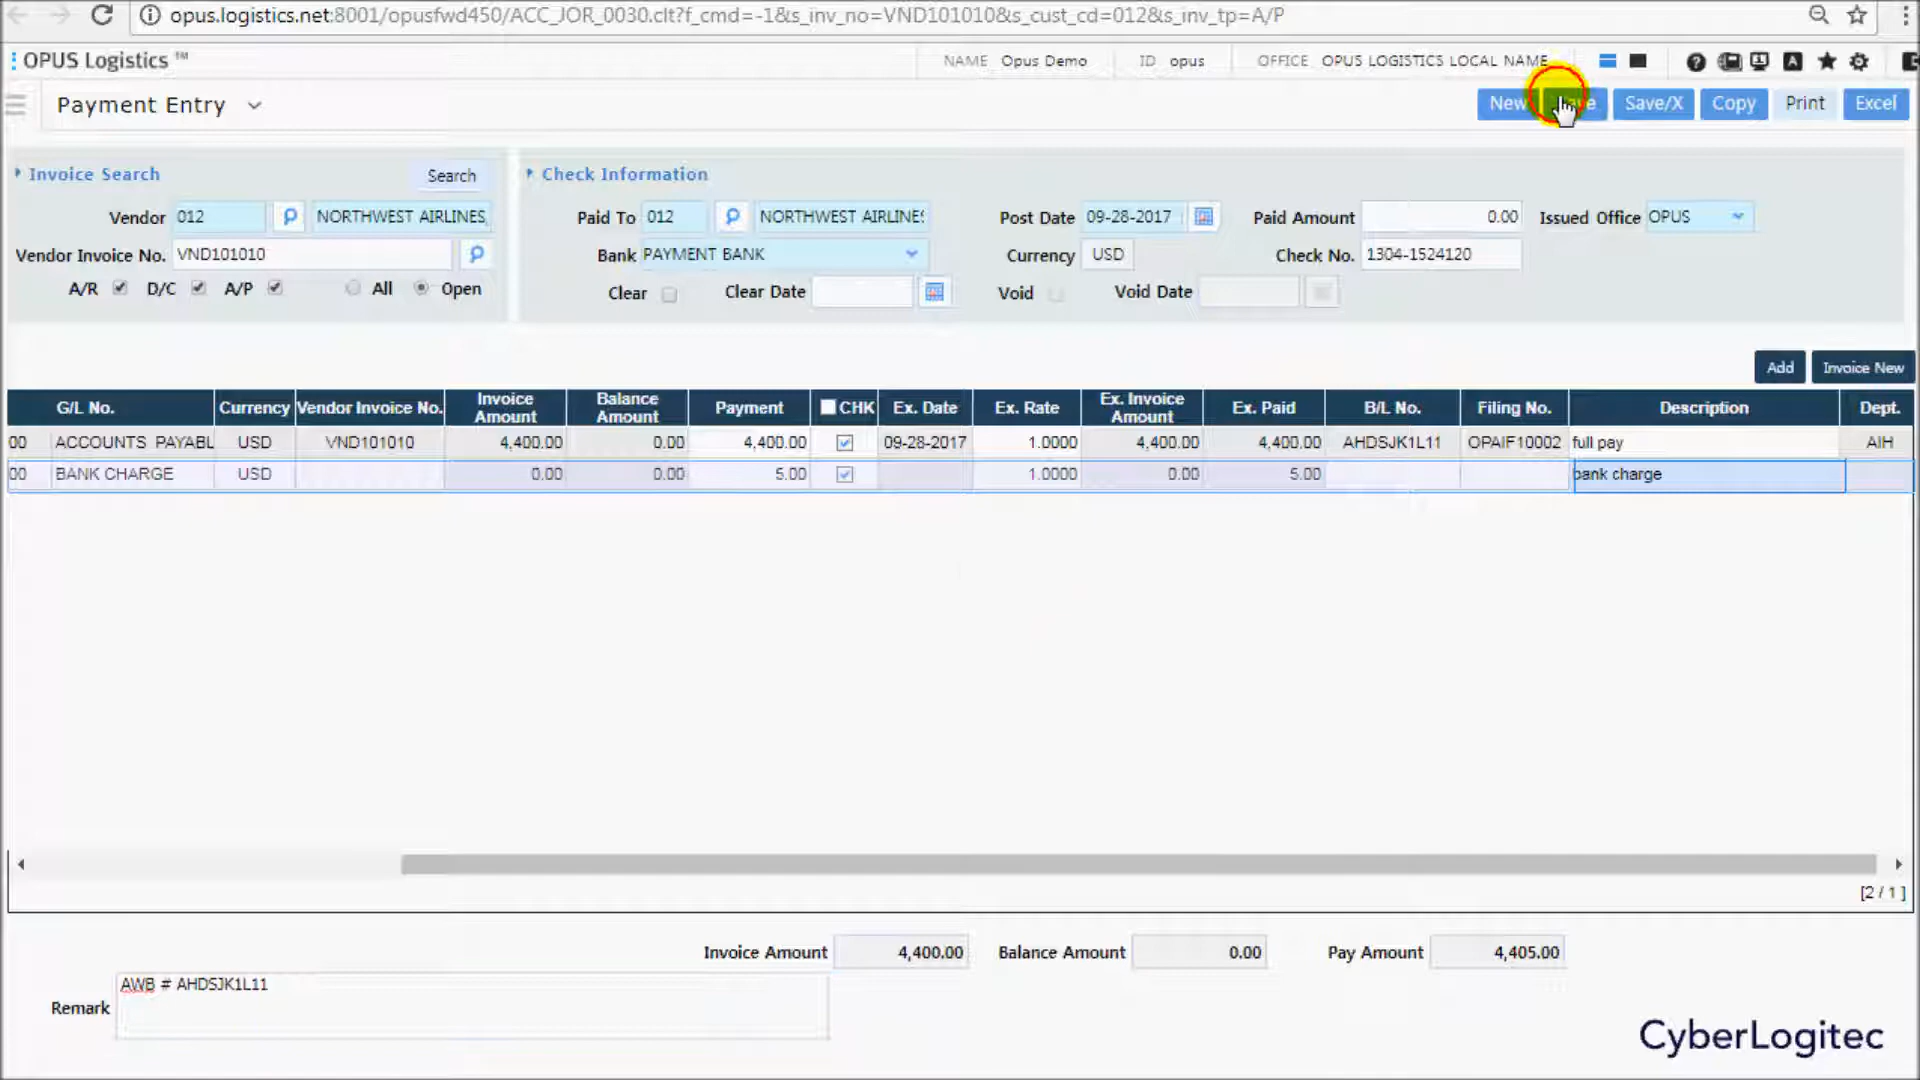 opus.logistics.net:8001/opusfwd450/ACC_JOR_0030.clt?f_cmd=-1&s_inv_no=VND101010&s_cust_cd=012&s_inv_tp=A/P
OPUS Logistics ™ NAME Opus Demo ID opus OFFICE OPUS LOGISTICS LOCAL NAME
Payment Entry New Save/X Copy Print Excel
Invoice Search Search Check Information
Vendor 012 NORTHWEST AIRLINES, Paid To 012 NORTHWEST AIRLINES Post Date 09-28-2017 Paid Amount 0.00 Issued Office OPUS
Vendor Invoice No. VND101010 Bank PAYMENT BANK Currency USD Check No. 1304-1524120
A/R D/C A/P All Open Clear Clear Date Void Void Date
Add Invoice New
G/L No. Currency Vendor Invoice No. Invoice Amount Balance Amount Payment CHK Ex. Date Ex. Rate Ex. Invoice Amount Ex. Paid B/L No. Filing No. Description Dept.
00 ACCOUNTS PAYABL USD VND101010 4,400.00 0.00 4,400.00 09-28-2017 1.0000 4,400.00 4,400.00 AHDSJK1L11 OPAIF10002 full pay AIH
00 BANK CHARGE USD 0.00 0.00 5.00 1.0000 0.00 5.00 bank charge
[2 / 1 ]
Invoice Amount 4,400.00 Balance Amount 0.00 Pay Amount 4,405.00
Remark AWB # AHDSJK1L11
CyberLogitec